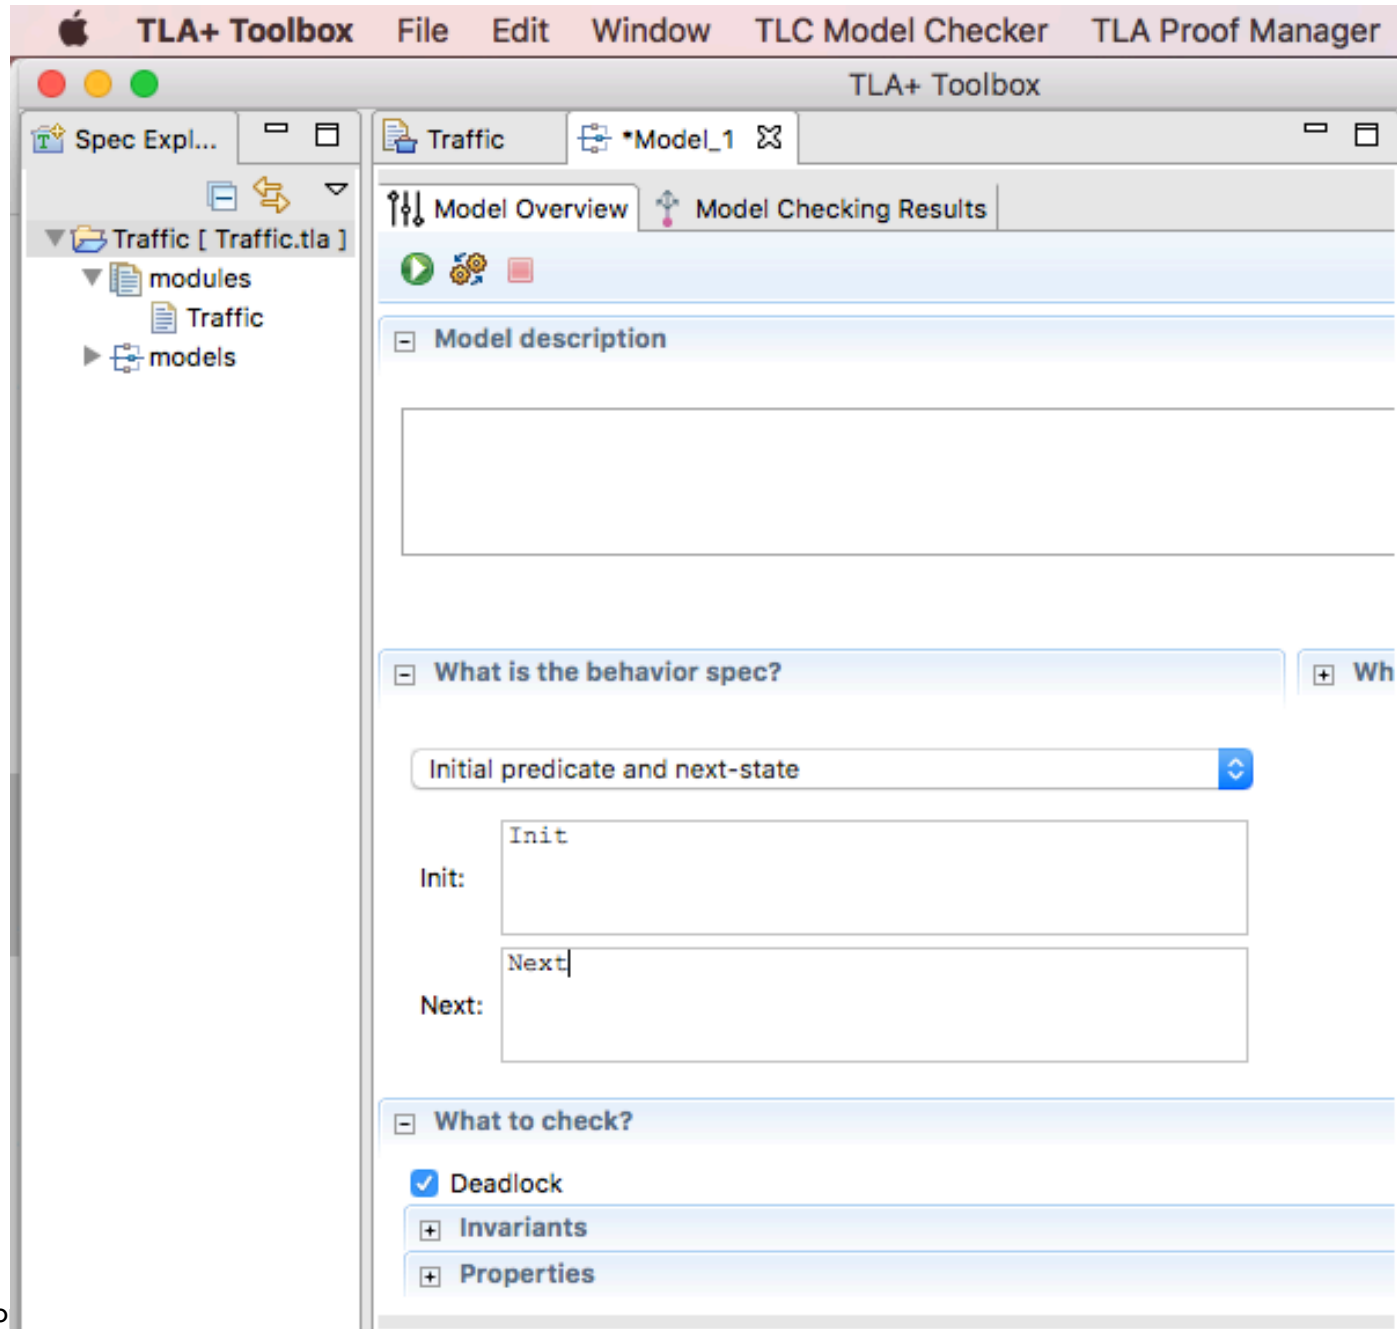 TLA+ Toolbox File Edit Window TLC Model Checker TLA Proof Manager
TLA+ Toolbox
Spec Expl...
Traffic
*Model_1
Model Overview
Model Checking Results
Traffic [ Traffic.tla ]
modules
Traffic
models
Model description
What is the behavior spec?
Wh
Initial predicate and next-state
Init:
Init
Next:
Next
What to check?
Deadlock
Invariants
Properties